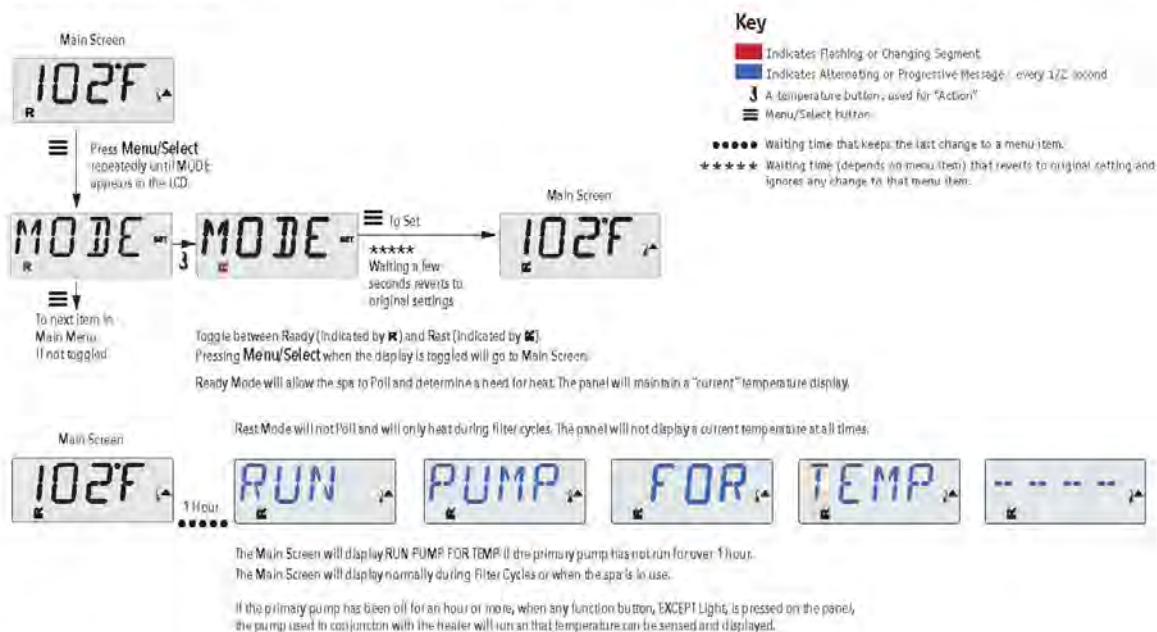 Key
Main Screen
Indicates Flashing or Changing Segment
Indicates Alternating or Progressive Message - every 1/2 second
102°F
R
A temperature button, used for "Action"
Menu/Select button
Press Menu/Select
repeatedly until MODE
appears in the LCD.
Waiting time that keeps the last change to a menu item.
***** Waiting time (depends on menu item) that reverts to original setting and
ignores any change to that menu item.
Main Screen
MODE SET
R
MODE SET
R
To Set
*****
Waiting a few
seconds reverts to
original settings
102°F
To next item in
Main Menu
if not toggled
Toggle between Ready (indicated by R) and Rest (indicated by
Pressing Menu/Select when the display is toggled will go to Main Screen.
Ready Mode will allow the spa to Poll and determine a need for heat. The panel will maintain a "current" temperature display.
Rest Mode will not Poll and will only heat during filter cycles. The panel will not display a current temperature at all times.
Main Screen
102°F
1 Hour
RUN
PUMP
FOR
TEMP
- - - -
The Main Screen will display RUN PUMP FOR TEMP if the primary pump has not run for over 1 hour.
The Main Screen will display normally during Filter Cycles or when the spa is in use.
If the primary pump has been off for an hour or more, when any function button, EXCEPT Light, is pressed on the panel,
the pump used in conjuncton with the heater will run so that temperature can be sensed and displayed.